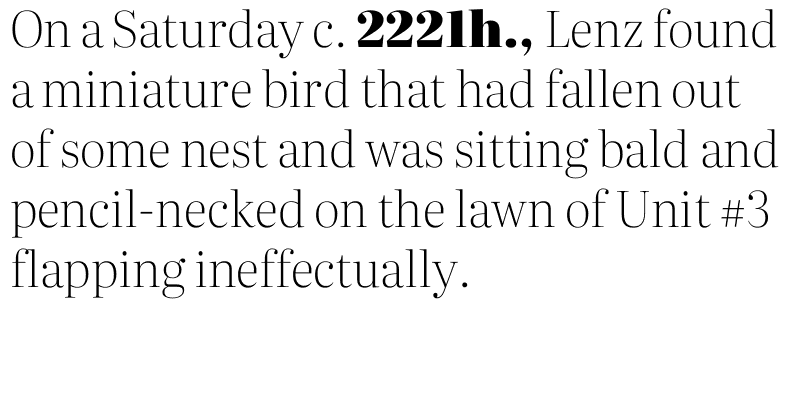 On a Saturday c. 2221h., Lenz found
a miniature bird that had fallen out
of some nest and was sitting bald and
pencil-necked on the lawn of Unit #3
flapping ineffectually.